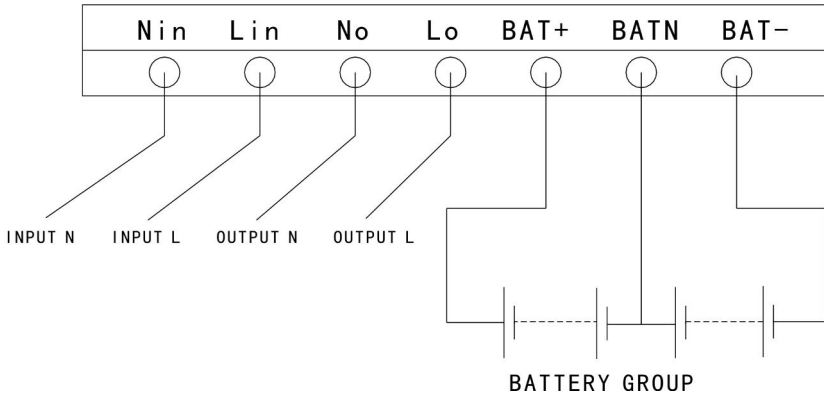 Nin Lin No Lo BAT+ BATN BAT-
INPUT N INPUT L OUTPUT N OUTPUT L
BATTERY GROUP